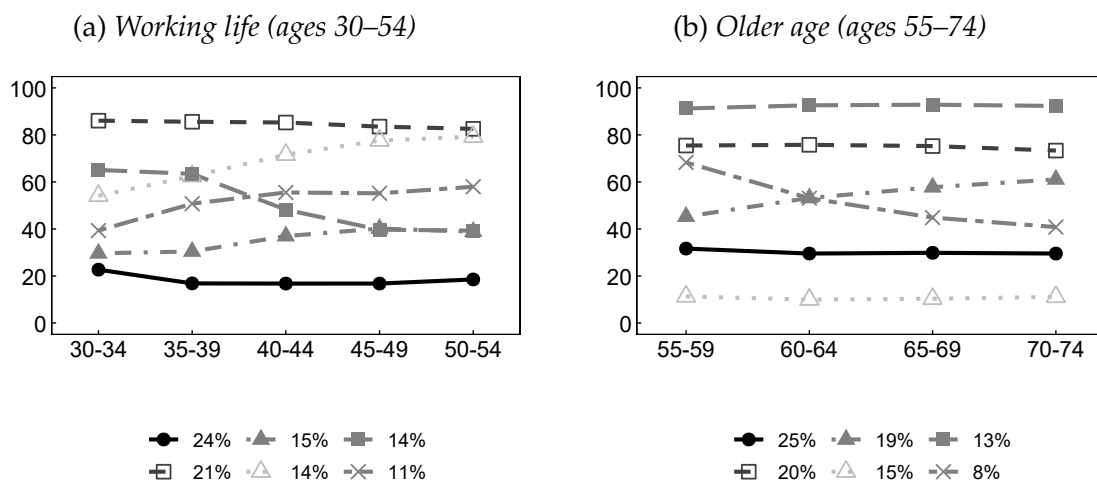 (a) Working life (ages 30–54)
100
80
60
40
20
0
30-34 35-39 40-44 45-49 50-54
24% 15% 14%
21% 14% 11%
(b) Older age (ages 55–74)
100
80
60
40
20
0
55-59 60-64 65-69 70-74
25% 19% 13%
20% 15% 8%